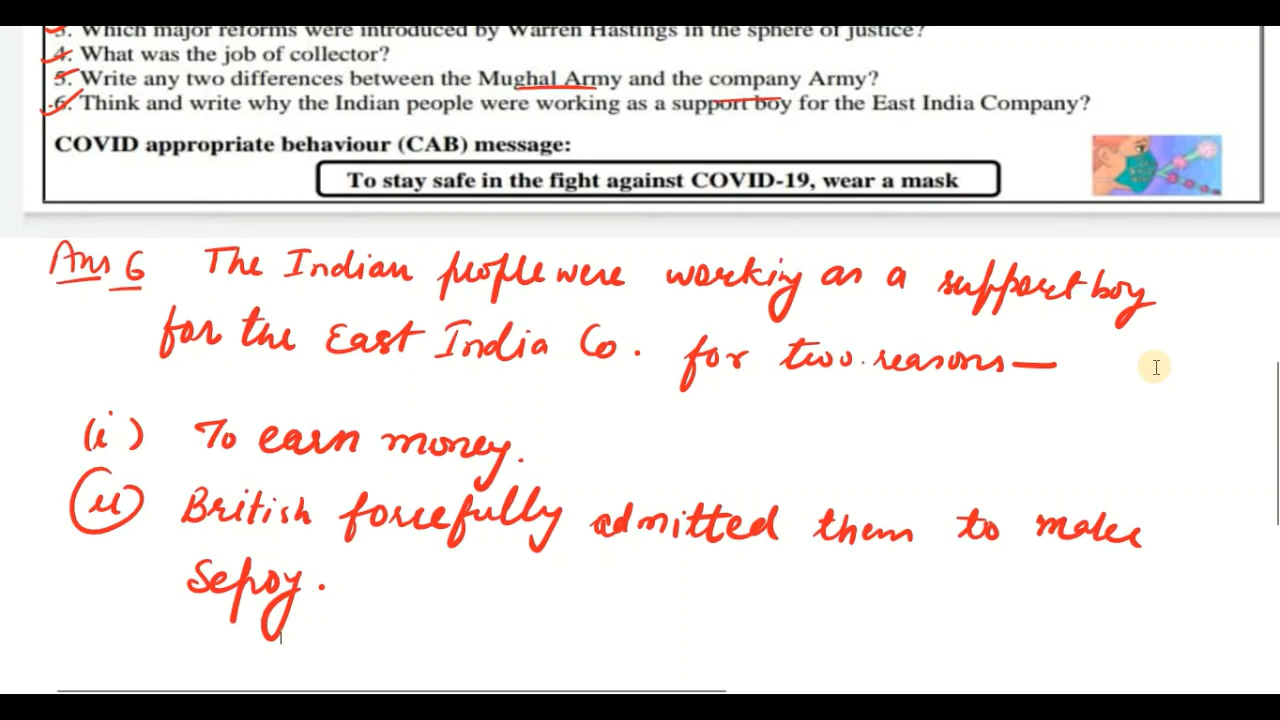 3. Which major reforms were introduced by Warren Hastings in the sphere of justice?
4. What was the job of collector?
5. Write any two differences between the Mughal Army and the company Army?
6. Think and write why the Indian people were working as a support boy for the East India Company?
COVID appropriate behaviour (CAB) message:
To stay safe in the fight against COVID-19, wear a mask
Ans 6 The Indian people were working as a support boy
for the East India Co. for two reasons—
(i) To earn money.
(ii) British forcefully admitted them to make
Sepoy.